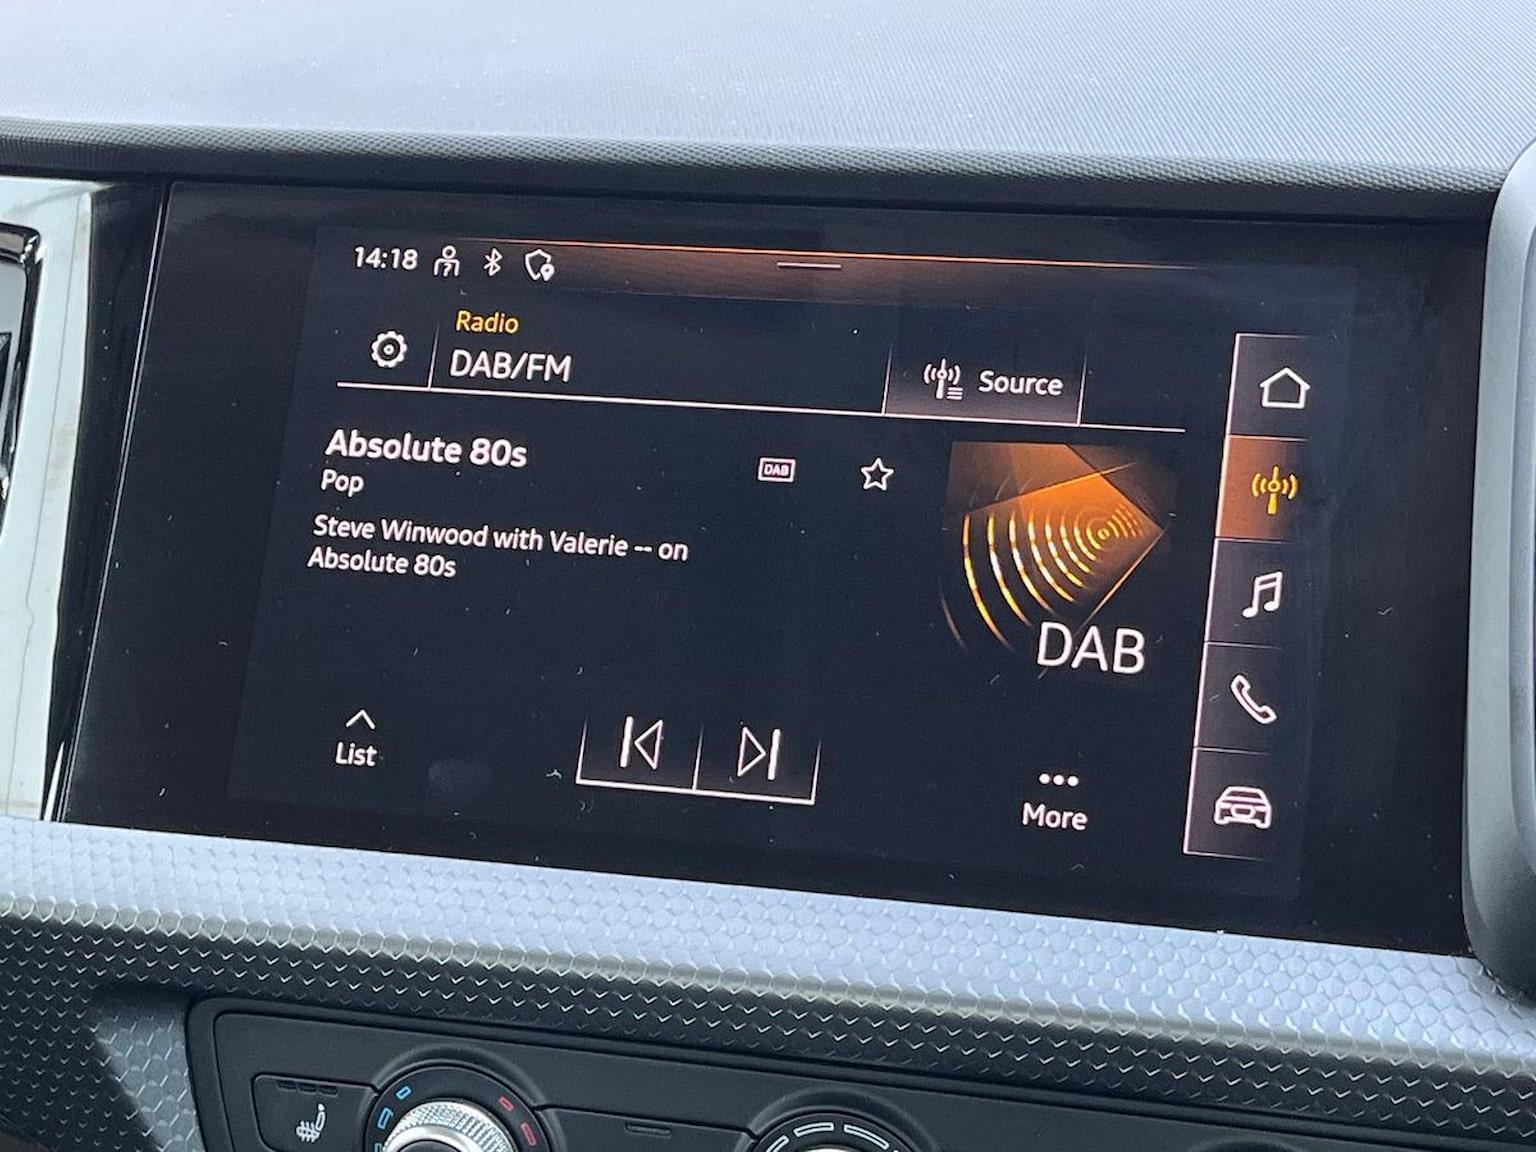 14:18
Radio
DAB/FM
Source
Absolute 80s
DAB
Pop
Steve Winwood with Valerie -- on
Absolute 80s
DAB
List
More